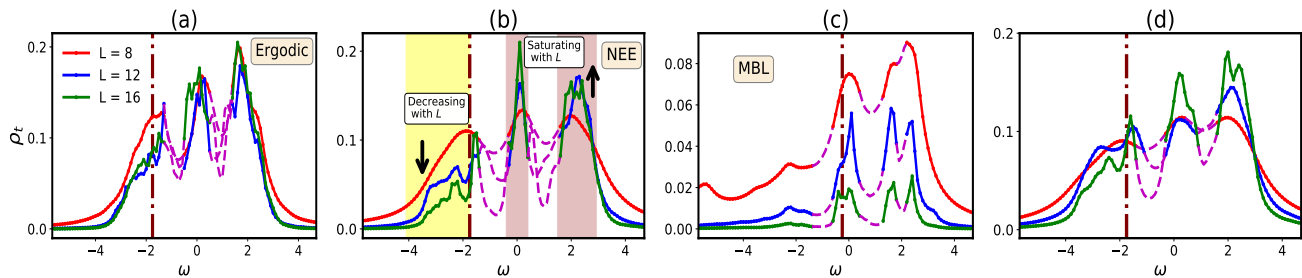 (a)
(b)
(c)
(d)
ρt
0.2
0.1
0.0
L = 8
L = 12
L = 16
Ergodic
−4
−2
0
2
4
ω
0.2
0.1
0.0
Decreasing
with L
Saturating
with L
NEE
−4
−2
0
2
4
ω
0.08
0.06
0.04
0.02
0.00
MBL
−4
−2
0
2
4
ω
0.1
0.0
−4
−2
0
2
4
ω